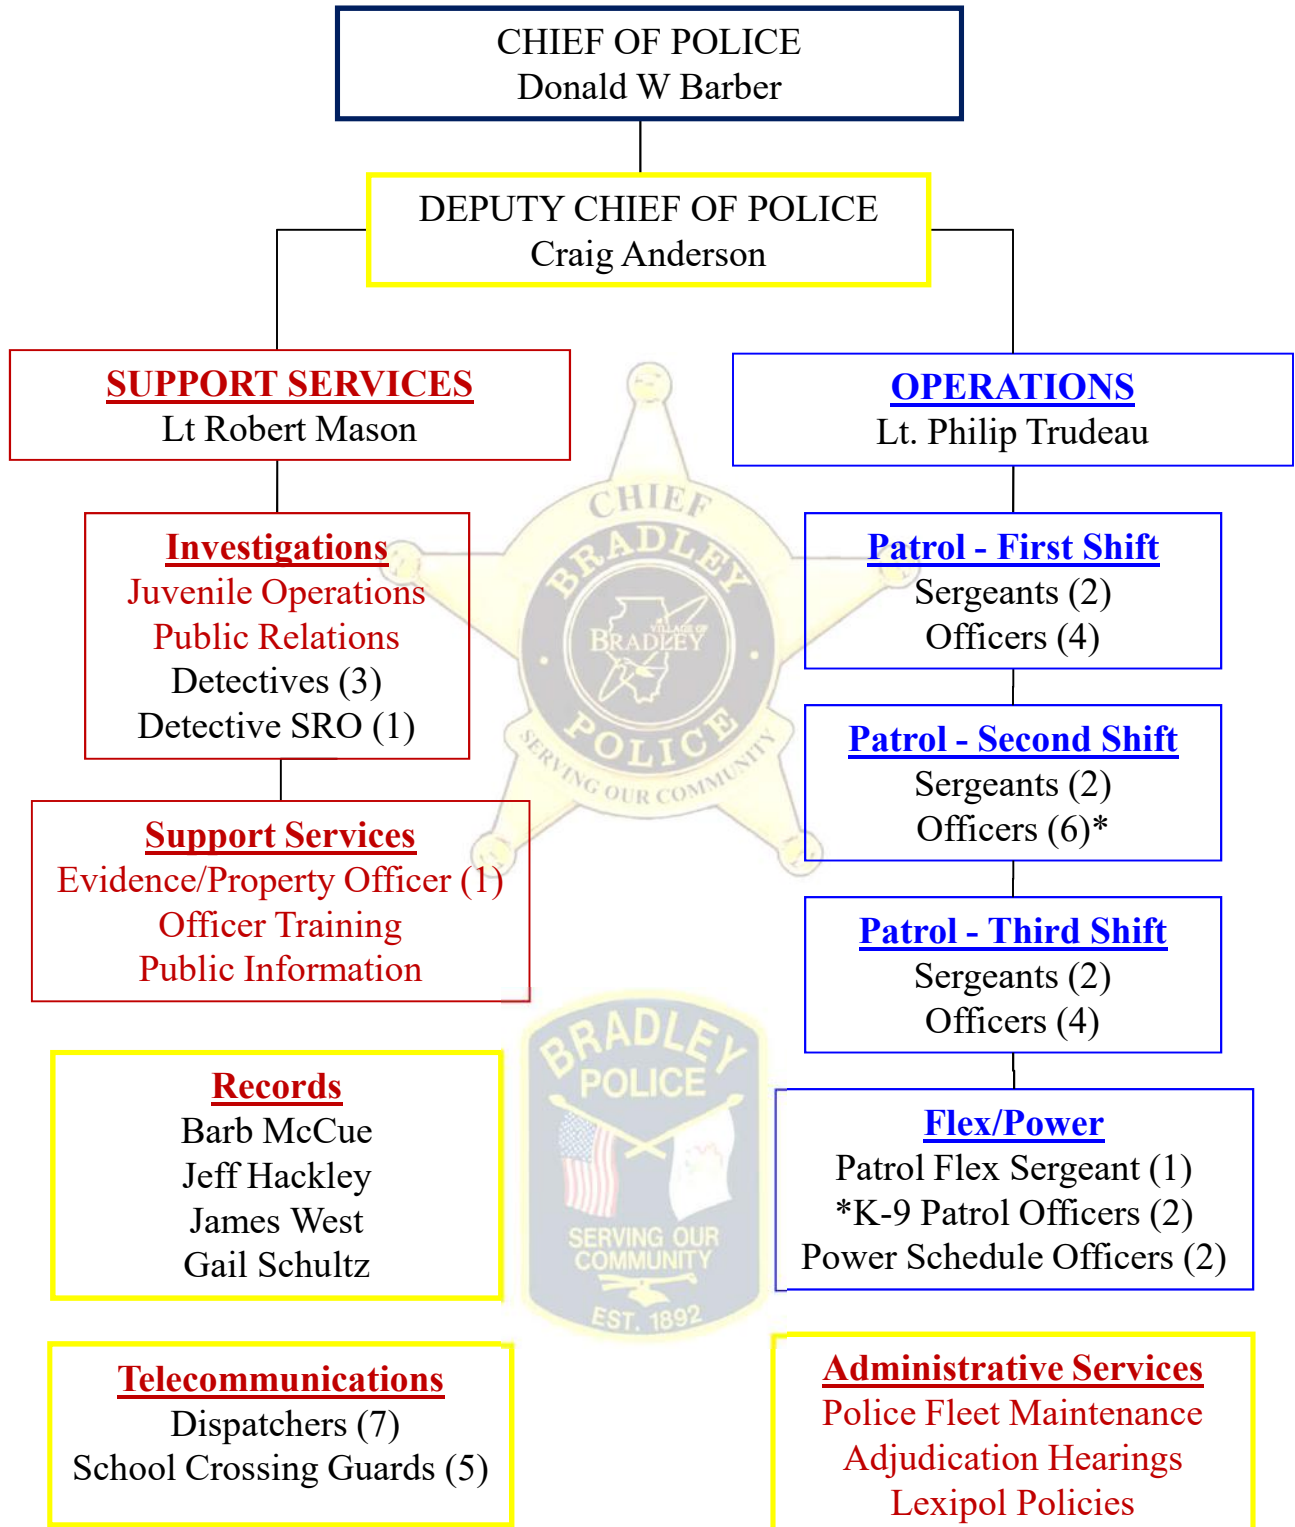 CHIEF OF POLICE
Donald W Barber
DEPUTY CHIEF OF POLICE
Craig Anderson
SUPPORT SERVICES
Lt Robert Mason
OPERATIONS
Lt. Philip Trudeau
Investigations
Juvenile Operations
Public Relations
Detectives (3)
Detective SRO (1)
Support Services
Evidence/Property Officer (1)
Officer Training
Public Information
Records
Barb McCue
Jeff Hackley
James West
Gail Schultz
Telecommunications
Dispatchers (7)
School Crossing Guards (5)
CHIEF
BRADLEY
VILLAGE OF
BRADLEY
POLICE
SERVING OUR COMMUNITY
BRADLEY
POLICE
SERVING OUR
COMMUNITY
EST. 1892
Patrol - First Shift
Sergeants (2)
Officers (4)
Patrol - Second Shift
Sergeants (2)
Officers (6)*
Patrol - Third Shift
Sergeants (2)
Officers (4)
Flex/Power
Patrol Flex Sergeant (1)
*K-9 Patrol Officers (2)
Power Schedule Officers (2)
Administrative Services
Police Fleet Maintenance
Adjudication Hearings
Lexipol Policies